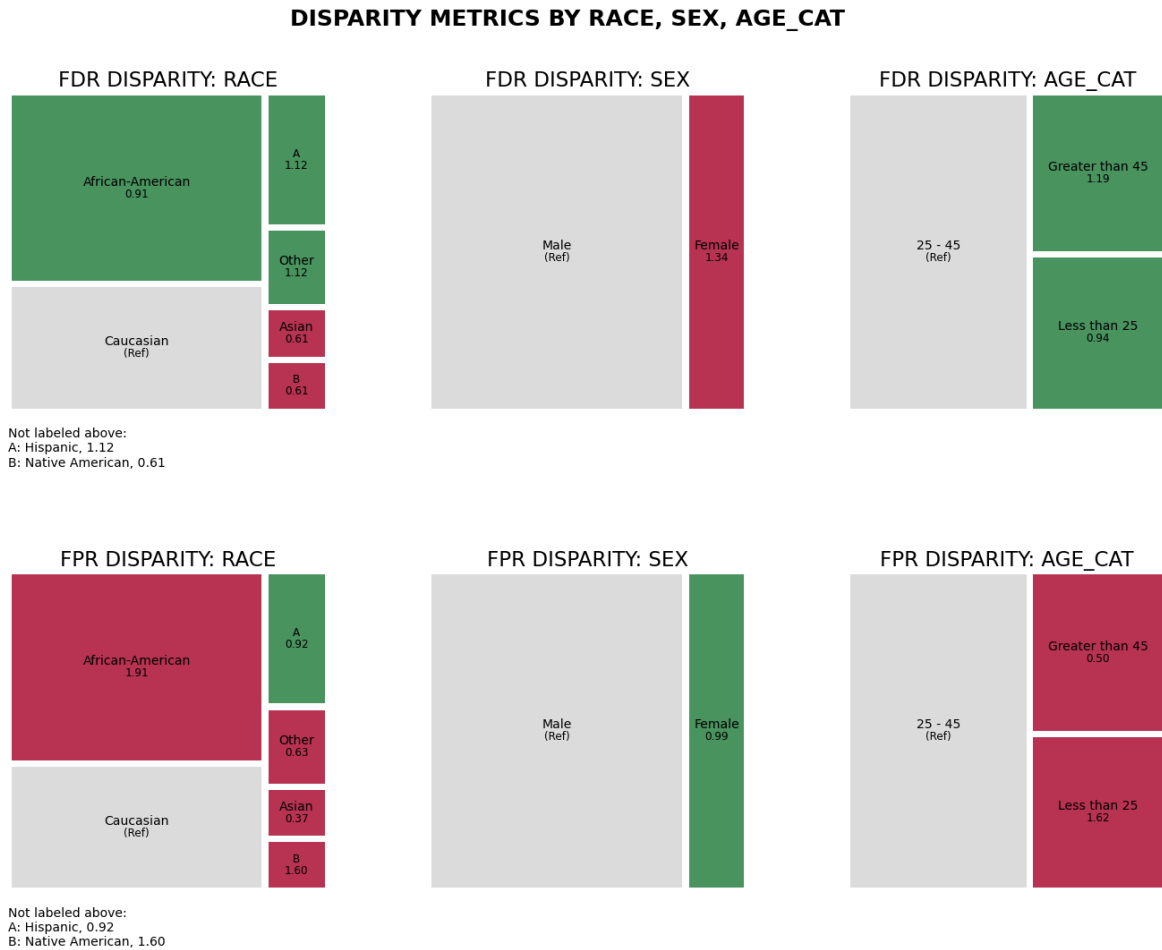 DISPARITY METRICS BY RACE, SEX, AGE_CAT
FDR DISPARITY: RACE
African-American
0.91
A
1.12
Other
1.12
Caucasian
(Ref)
Asian
0.61
B
0.61
Not labeled above:
A: Hispanic, 1.12
B: Native American, 0.61
FDR DISPARITY: SEX
Male
(Ref)
Female
1.34
FDR DISPARITY: AGE_CAT
25 - 45
(Ref)
Greater than 45
1.19
Less than 25
0.94
FPR DISPARITY: RACE
African-American
1.91
A
0.92
Other
0.63
Caucasian
(Ref)
Asian
0.37
B
1.60
Not labeled above:
A: Hispanic, 0.92
B: Native American, 1.60
FPR DISPARITY: SEX
Male
(Ref)
Female
0.99
FPR DISPARITY: AGE_CAT
25 - 45
(Ref)
Greater than 45
0.50
Less than 25
1.62